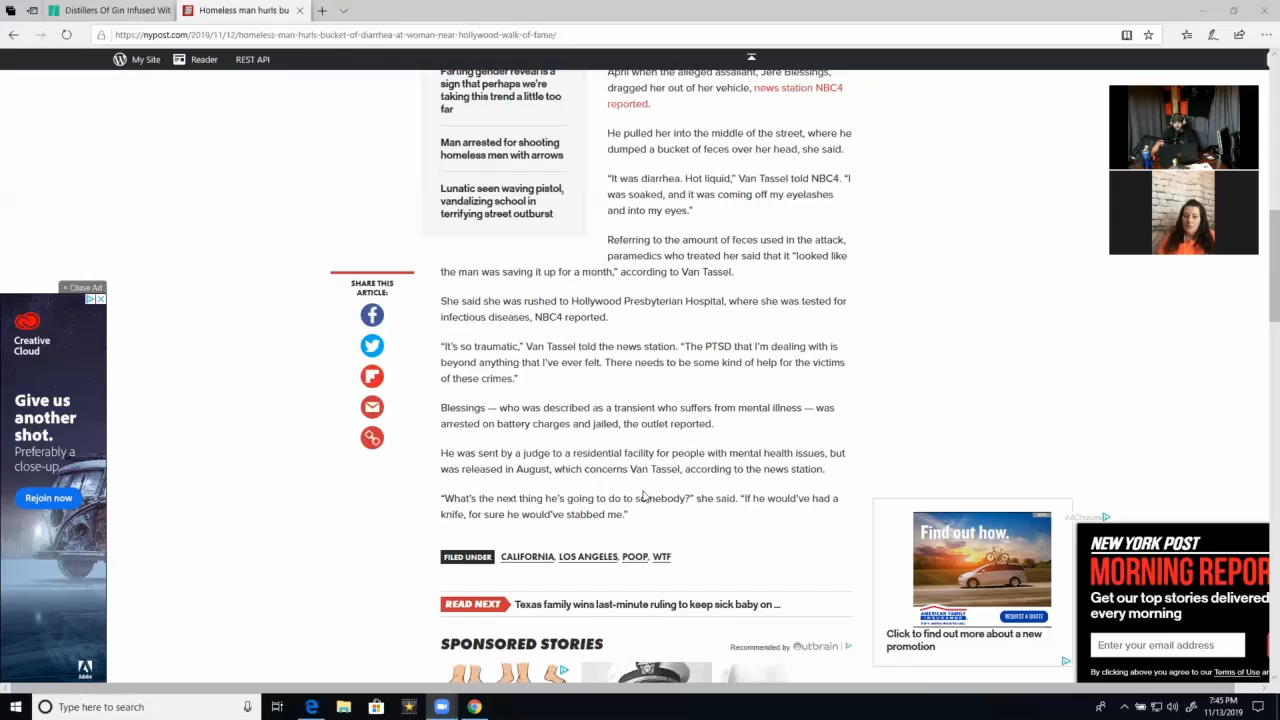 Distillers Of Gin Infused Wit
Homeless man hurls bu
https://nypost.com/2019/11/12/homeless-man-hurls-bucket-of-diarrhea-at-woman-near-hollywood-walk-of-fame/
My Site
Reader
REST API
Farting gender reveal is a
sign that perhaps we're
taking this trend a little too
far
Man arrested for shooting
homeless men with arrows
Lunatic seen waving pistol,
vandalizing school in
terrifying street outburst
April when the alleged assailant, Jere Blessings,
dragged her out of her vehicle, news station NBC4
reported.
He pulled her into the middle of the street, where he
dumped a bucket of feces over her head, she said.
“It was diarrhea. Hot liquid,” Van Tassel told NBC4. “I
was soaked, and it was coming off my eyelashes
and into my eyes.”
Referring to the amount of feces used in the attack,
paramedics who treated her said that it “looked like
the man was saving it up for a month,” according to Van Tassel.
She said she was rushed to Hollywood Presbyterian Hospital, where she was tested for
infectious diseases, NBC4 reported.
“It's so traumatic,” Van Tassel told the news station. “The PTSD that I'm dealing with is
beyond anything that I've ever felt. There needs to be some kind of help for the victims
of these crimes.”
Blessings — who was described as a transient who suffers from mental illness — was
arrested on battery charges and jailed, the outlet reported.
He was sent by a judge to a residential facility for people with mental health issues, but
was released in August, which concerns Van Tassel, according to the news station.
“What's the next thing he's going to do to somebody?” she said. “If he would've had a
knife, for sure he would've stabbed me.”
FILED UNDER CALIFORNIA, LOS ANGELES, POOP, WTF
READ NEXT Texas family wins last-minute ruling to keep sick baby on ...
SPONSORED STORIES
Recommended by Outbrain
SHARE THIS
ARTICLE:
× Close Ad
Creative
Cloud
Give us
another
shot.
Preferably a
close-up.
Rejoin now
Adobe
AdChoices
Find out how.
AMERICAN FAMILY
INSURANCE
REQUEST A QUOTE
Click to find out more about a new
promotion
NEW YORK POST
MORNING REPOR
Get our top stories delivered
every morning
Enter your email address
By clicking above you agree to our Terms of Use an
Type here to search
7:45 PM
11/13/2019